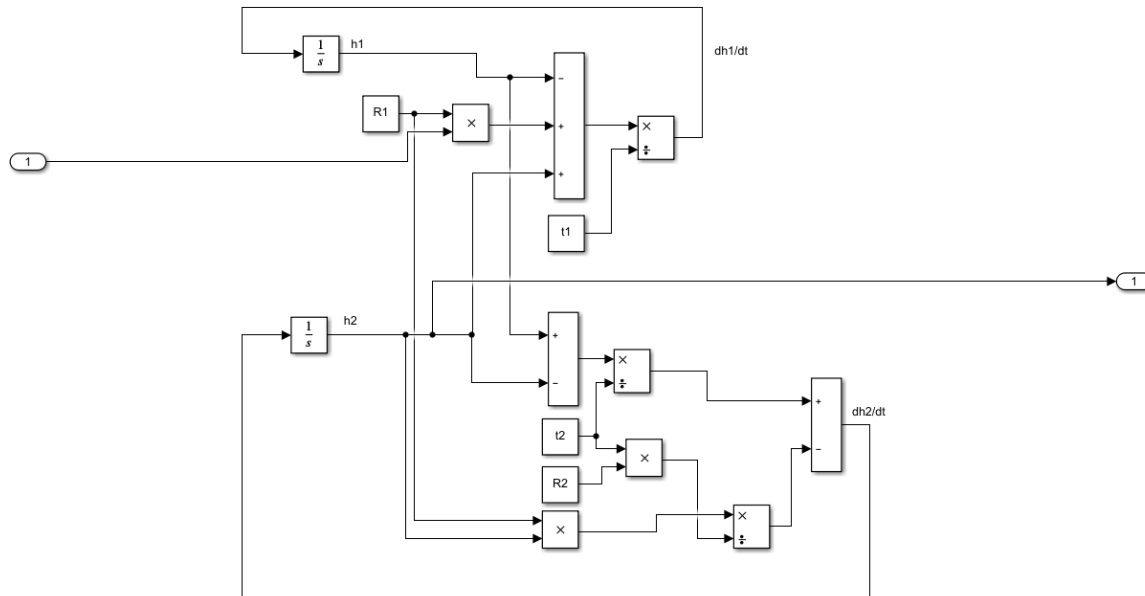 1
s
h1
dh1/dt
−
R1
×
+
×
÷
1
+
t1
1
1
s
h2
+
×
−
÷
+
dh2/dt
t2
−
×
R2
×
×
÷